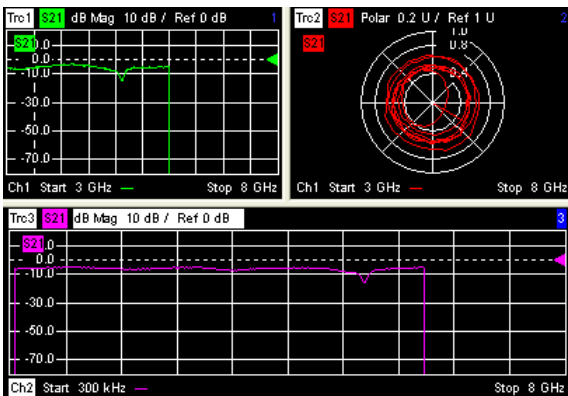 Trc1 S21 dB Mag 10 dB / Ref 0 dB 1
S21
0.0
-10.0
-30.0
-50.0
-70.0
Ch1 Start 3 GHz — Stop 8 GHz
Trc2 S21 Polar 0.2 U / Ref 1 U 2
S21
1.0
0.8
0.4
Ch1 Start 3 GHz — Stop 8 GHz
Trc3 S21 dB Mag 10 dB / Ref 0 dB 3
S21
0.0
-10.0
-30.0
-50.0
-70.0
Ch2 Start 300 kHz — Stop 8 GHz